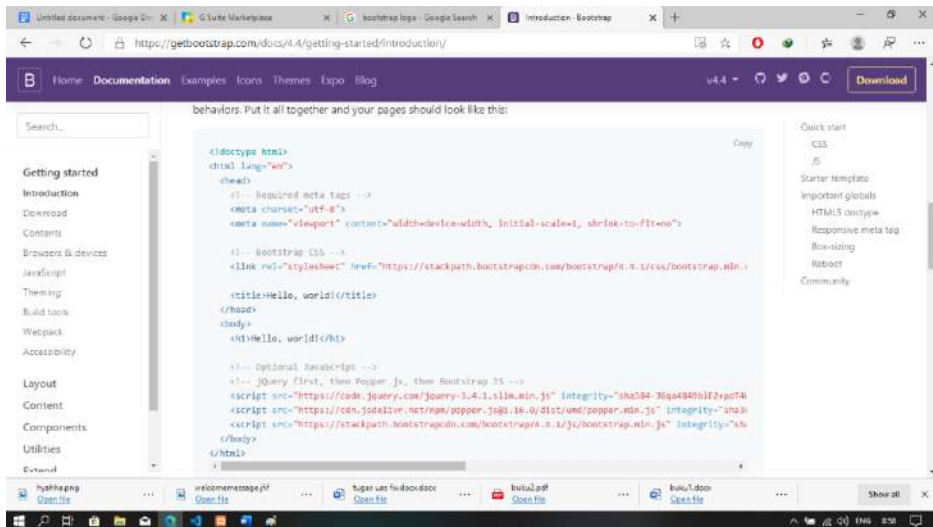 Untitled document - Google Do
G Suite Marketplace
bootstrap logo - Google Search
Introduction · Bootstrap
https://getbootstrap.com/docs/4.4/getting-started/introduction/
B
Home Documentation Examples Icons Themes Expo Blog
v4.4
Download
behaviors. Put it all together and your pages should look like this:
Search...
Getting started
Introduction
Download
Contents
Browsers & devices
JavaScript
Theming
Build tools
Webpack
Accessibility
Layout
Content
Components
Utilities
Extend
Copy
<!doctype html>
<html lang="en">
<head>
<!-- Required meta tags -->
<meta charset="utf-8">
<meta name="viewport" content="width=device-width, initial-scale=1, shrink-to-fit=no">
<!-- Bootstrap CSS -->
<link rel="stylesheet" href="https://stackpath.bootstrapcdn.com/bootstrap/4.4.1/css/bootstrap.min.c
<title>Hello, world!</title>
</head>
<body>
<h1>Hello, world!</h1>
<!-- Optional JavaScript -->
<!-- jQuery first, then Popper.js, then Bootstrap JS -->
<script src="https://code.jquery.com/jquery-3.4.1.slim.min.js" integrity="sha384-
<script src="https://cdn.jsdelivr.net/npm/popper.js@1.16.0/dist/umd/popper.min.js" integrity="sha38
<script src="https://stackpath.bootstrapcdn.com/bootstrap/4.4.1/js/bootstrap.min.js" integrity="sha
</body>
</html>
Quick start
CSS
JS
Starter template
Important globals
HTML5 doctype
Responsive meta tag
Box-sizing
Reboot
Community
Open file
welcomemessage.jfif
Open file
tugas uas fix.docx.docx
Open file
buku2.pdf
Open file
buku1.docx
Open file
Show all
ENG 8:58